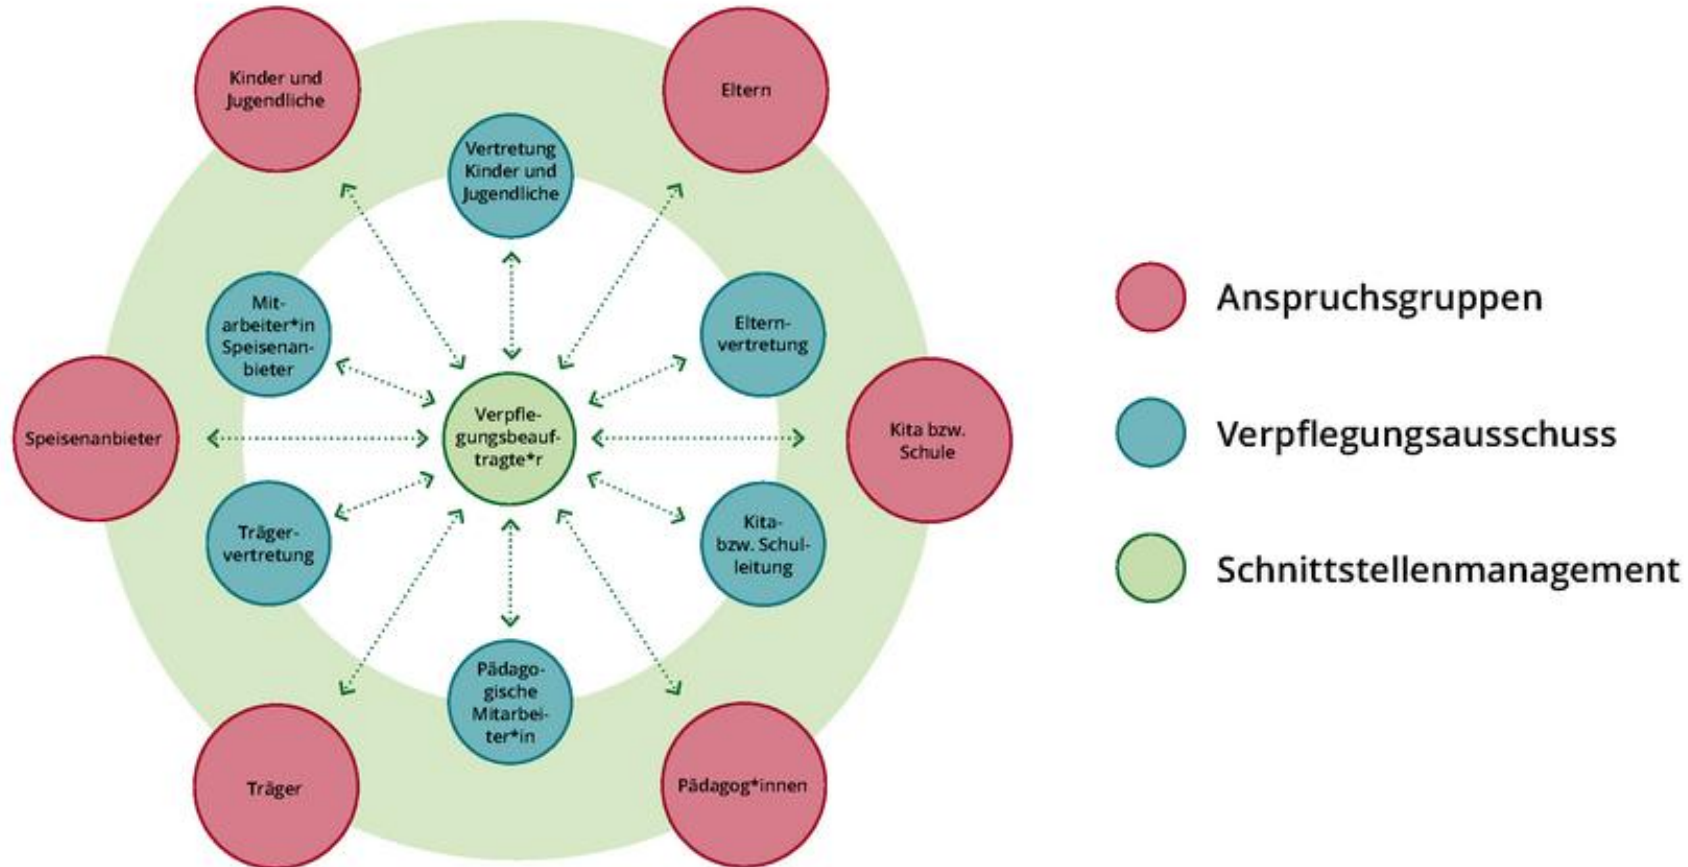 Kinder und
Jugendliche
Eltern
Vertretung
Kinder und
Jugendliche
Mit-
arbeiter*in
Speisenan-
bieter
Eltern-
vertretung
Speisenanbieter
Verpfle-
gungsbeauf-
tragte*r
Kita bzw.
Schule
Träger-
vertretung
Kita-
bzw. Schul-
leitung
Pädago-
gische
Mitarbei-
ter*in
Träger
Pädagog*innen
Anspruchsgruppen
Verpflegungsausschuss
Schnittstellenmanagement